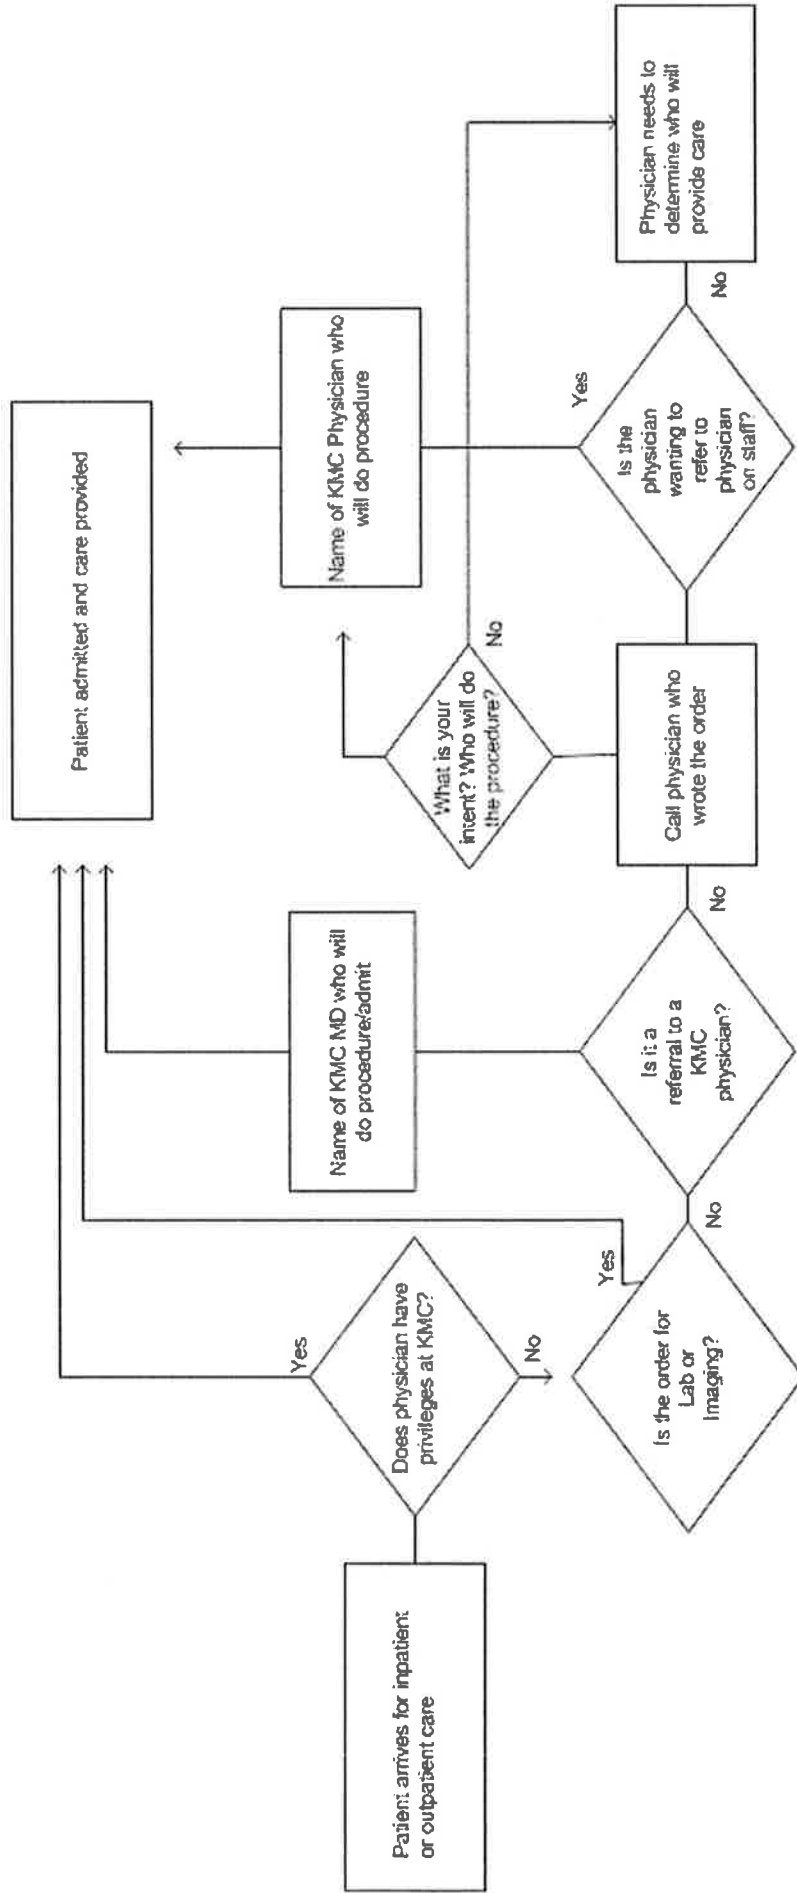 Patient admitted and care provided
Patient arrives for inpatient
or outpatient care
Does physician have
privileges at KMC?
Yes
No
Is the order for
Lab or
Imaging?
Yes
No
Name of KMC MD who will
do procedure/admit
Is it a
referral to a
KMC
physician?
No
Call physician who
wrote the order
What is your
intent? Who will do
the procedure?
No
Name of KMC Physician who
will do procedure
Is the
physician
wanting to
refer to
physician
on staff?
Yes
No
Physician needs to
determine who will
provide care